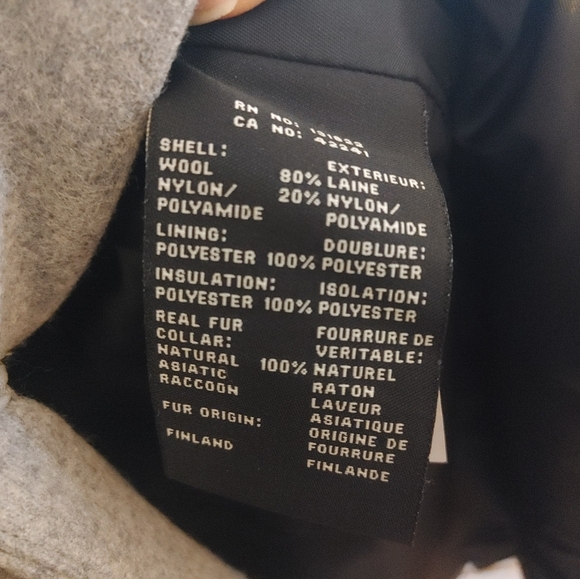 RN NO: 151922
CA NO: 43241
SHELL:
WOOL 80%
NYLON/ 20%
POLYAMIDE
LINING:
POLYESTER 100%
INSULATION:
POLYESTER 100%
REAL FUR
COLLAR:
NATURAL 100%
ASIATIC
RACCOON
FUR ORIGIN:
FINLAND
EXTERIEUR:
LAINE
NYLON/
POLYAMIDE
DOUBLURE:
POLYESTER
ISOLATION:
POLYESTER
FOURRURE DE
VERITABLE:
NATUREL
RATON
LAVEUR
ASIATIQUE
ORIGINE DE
FOURRURE
FINLANDE